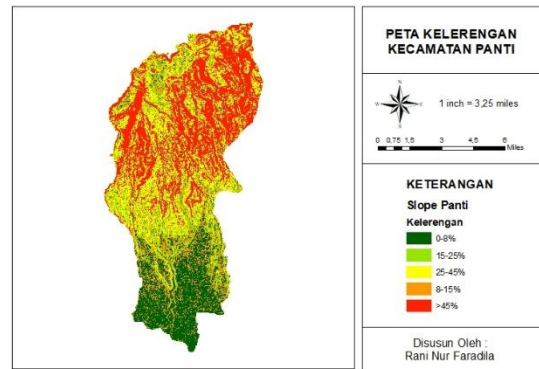 PETA KELERENGAN
KECAMATAN PANTI
N
W
E
S
1 inch = 3,25 miles
0 0,75 1,5 3 4,5 6
Miles
KETERANGAN
Slope Panti
Kelerengan
0-8%
15-25%
25-45%
8-15%
>45%
Disusun Oleh :
Rani Nur Faradila